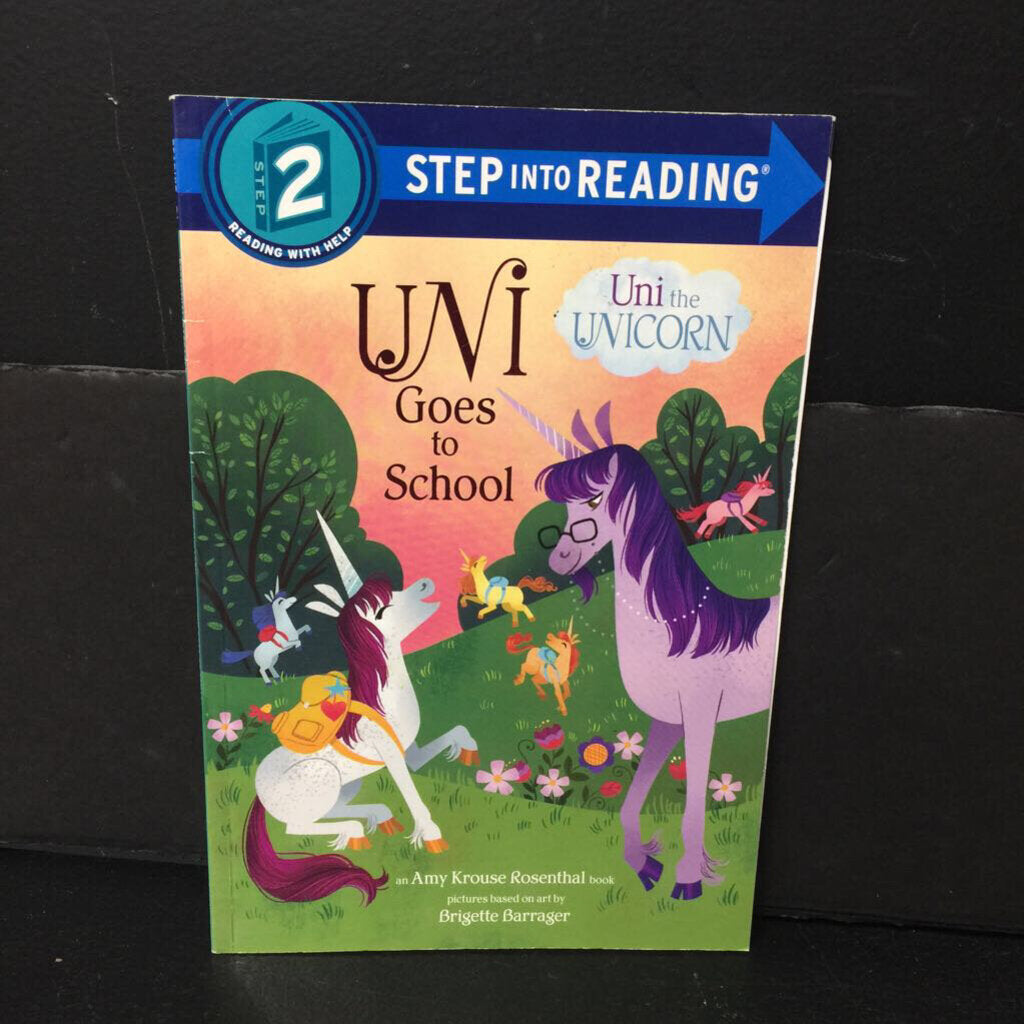 STEP
2
READING WITH HELP
STEP INTO READING®
UNI
Goes
to
School
Uni the
UNICORN
an Amy Krouse Rosenthal book
pictures based on art by
Brigette Barrager